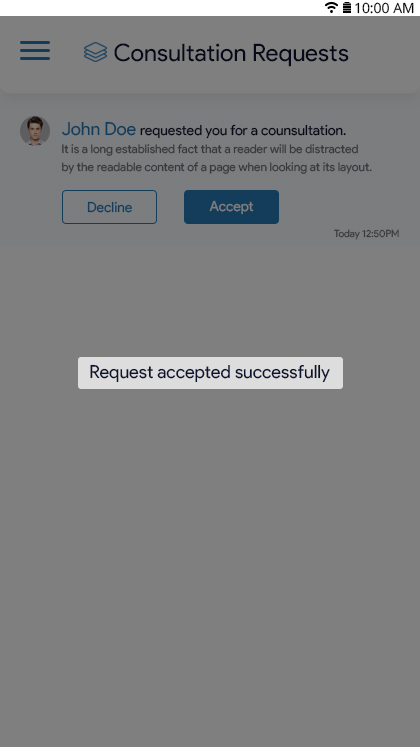 10:00 AM
Consultation Requests
John Doe requested you for a counsultation.
It is a long established fact that a reader will be distracted
by the readable content of a page when looking at its layout.
Decline
Accept
Today 12:50PM
Request accepted successfully